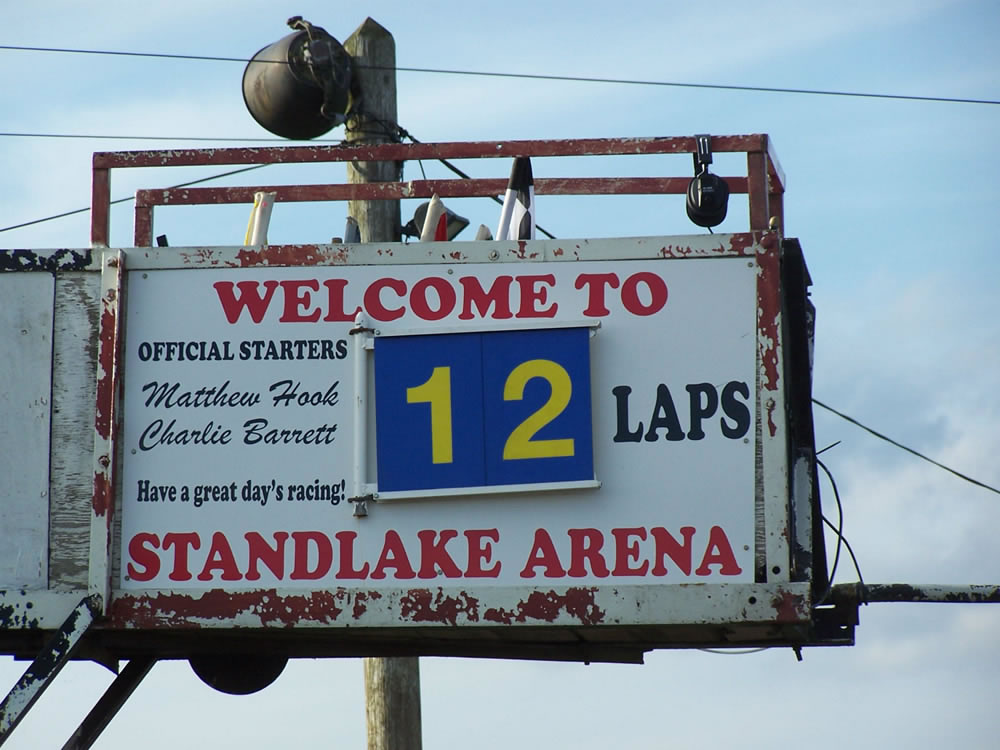 WELCOME TO
OFFICIAL STARTERS
Matthew Hook
Charlie Barrett
12 LAPS
Have a great day's racing!
STANDLAKE ARENA